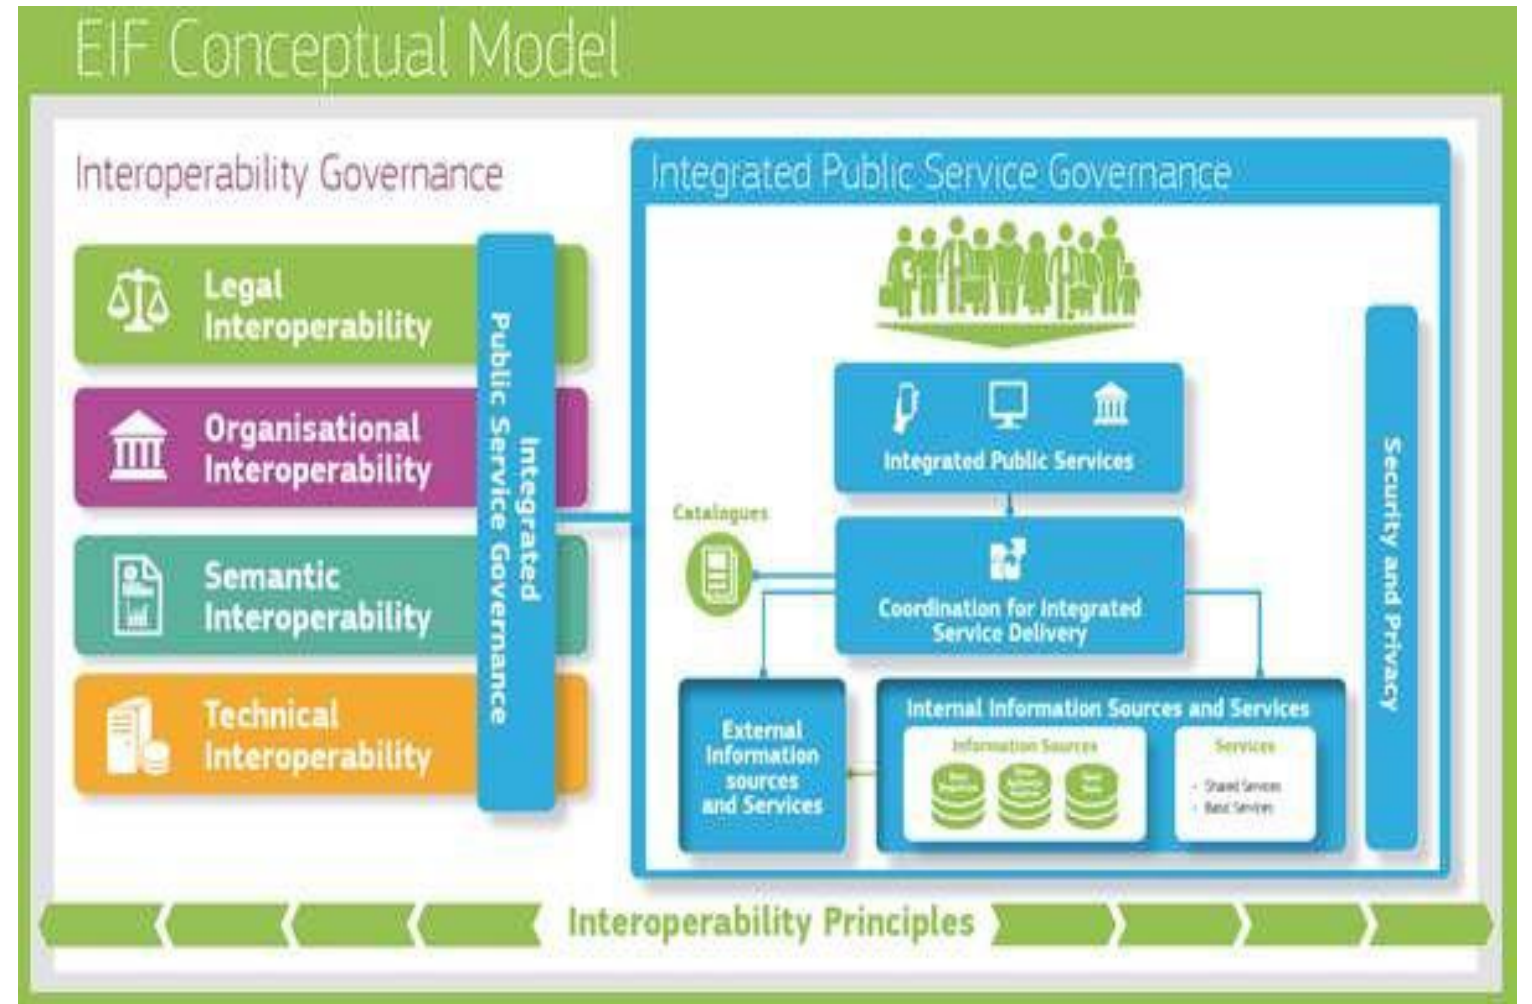 EIF Conceptual Model
Interoperability Governance
Legal
Interoperability
Organisational
Interoperability
Semantic
Interoperability
Technical
Interoperability
Integrated
Public Service Governance
Integrated Public Service Governance
Integrated Public Services
Catalogues
Coordination for Integrated
Service Delivery
External
Information
sources
and Services
Internal Information Sources and Services
Information Sources
Services
- Shared Services
- Basic Services
Security and Privacy
Interoperability Principles